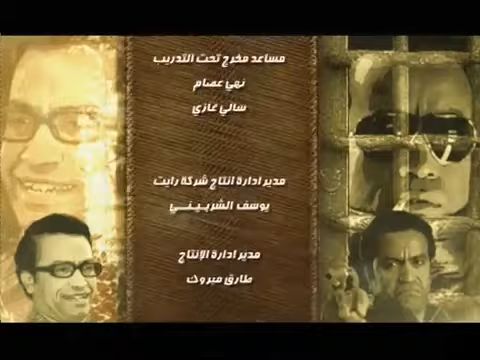 مساعد مخرج تحت التدريب
نهي عصام
سالي غازي
مدير ادارة انتاج شركة رايت
يوسف الشربيني
مدير ادارة الإنتاج
طارق مبروك